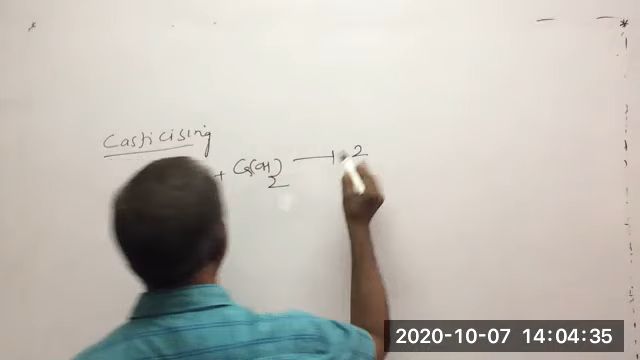 Casticising
+ Ca(OH)2 → 2
2020-10-07 14:04:35